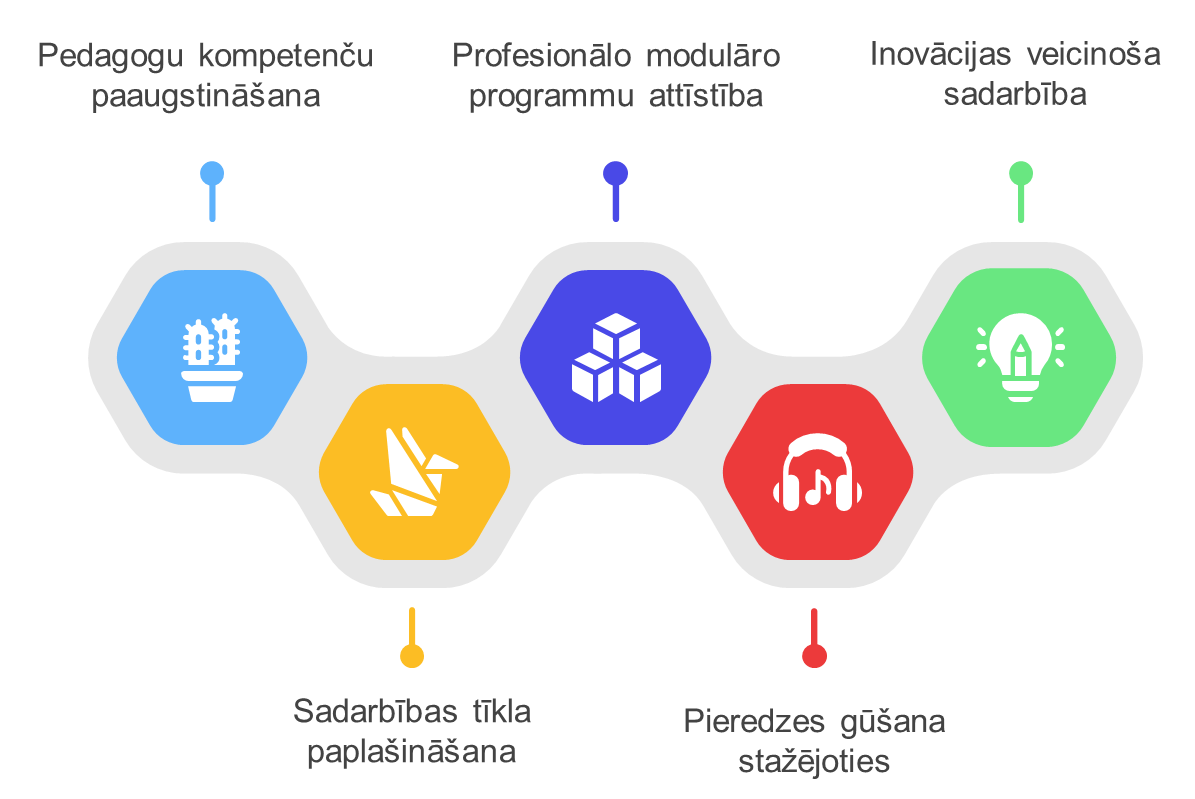 Pedagogu kompetenču
paaugstināšana
Profesionālo modulāro
programmu attīstība
Inovācijas veicinoša
sadarbība
Sadarbības tīkla
paplašināšana
Pieredzes gūšana
stažējoties